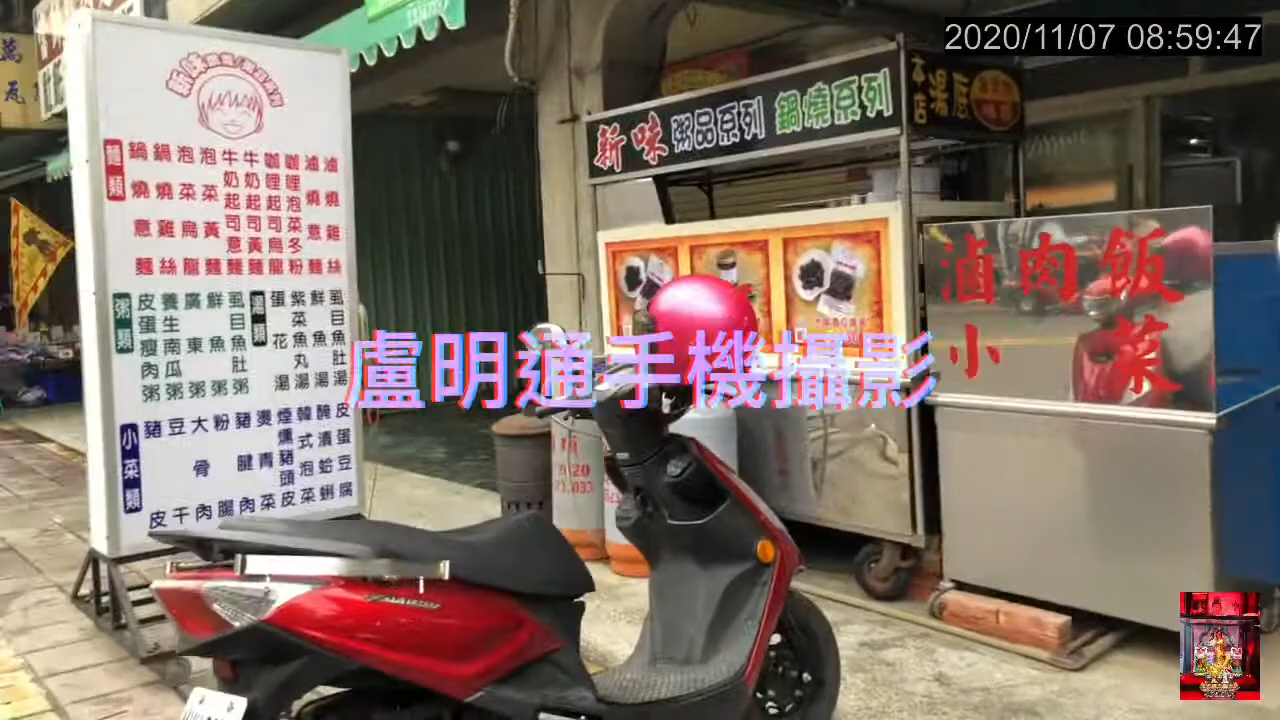 2020/11/07 08:59:47
新味
麵類
鍋燒意麵
鍋燒雞絲
泡菜烏龍
泡菜黃麵
牛奶起司意麵
牛奶起司黃麵
咖哩起司烏龍
咖哩泡菜冬粉
滷燒意麵
滷燒雞絲
粥類
皮蛋瘦肉粥
養生南瓜粥
廣東粥
鮮魚粥
虱目魚肚粥
湯類
蛋花湯
紫菜魚丸湯
鮮魚湯
虱目魚肚湯
小菜類
豬皮
豆干
大骨肉
粉腸
豬腱肉
燙青菜
煙燻豬頭皮
韓式泡菜
醃漬蛤蜊
皮蛋豆腐
新味 粥品系列 鍋燒系列
本店湯底
滷肉飯
小菜
盧明通手機攝影